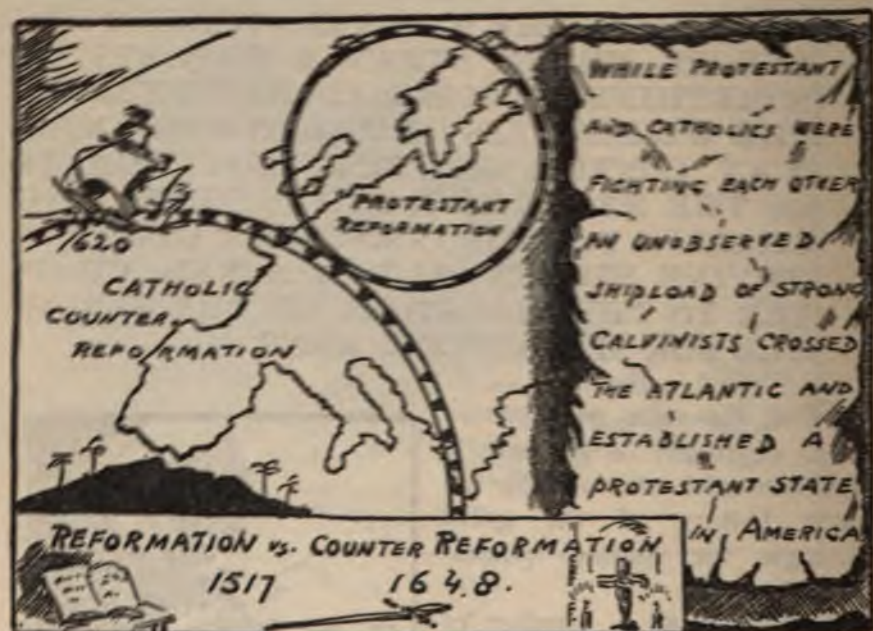 1620
CATHOLIC
COUNTER
REFORMATION
PROTESTANT
REFORMATION
WHILE PROTESTANT
AND CATHOLICS WERE
FIGHTING EACH OTHER
AN UNOBSERVED
SHIPLOAD OF STRONG
CALVINISTS CROSSED
THE ATLANTIC AND
ESTABLISHED A
PROTESTANT STATE
IN AMERICA
REFORMATION vs. COUNTER REFORMATION
1517 1648.